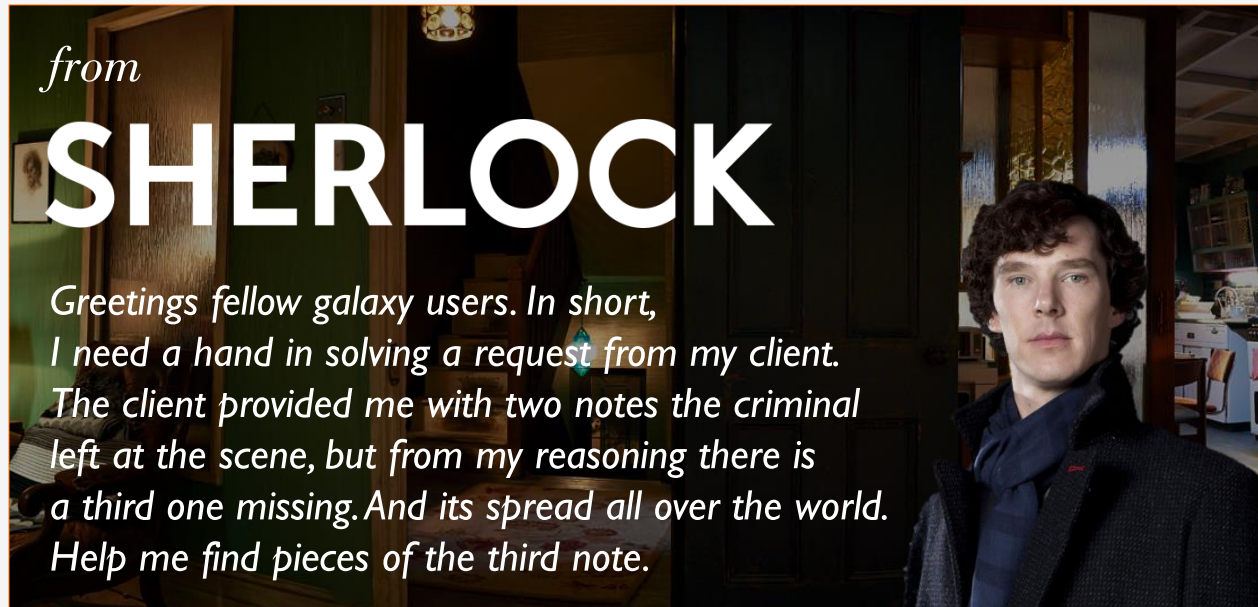 from
SHERLOCK
Greetings fellow galaxy users. In short,
I need a hand in solving a request from my client.
The client provided me with two notes the criminal
left at the scene, but from my reasoning there is
a third one missing. And its spread all over the world.
Help me find pieces of the third note.